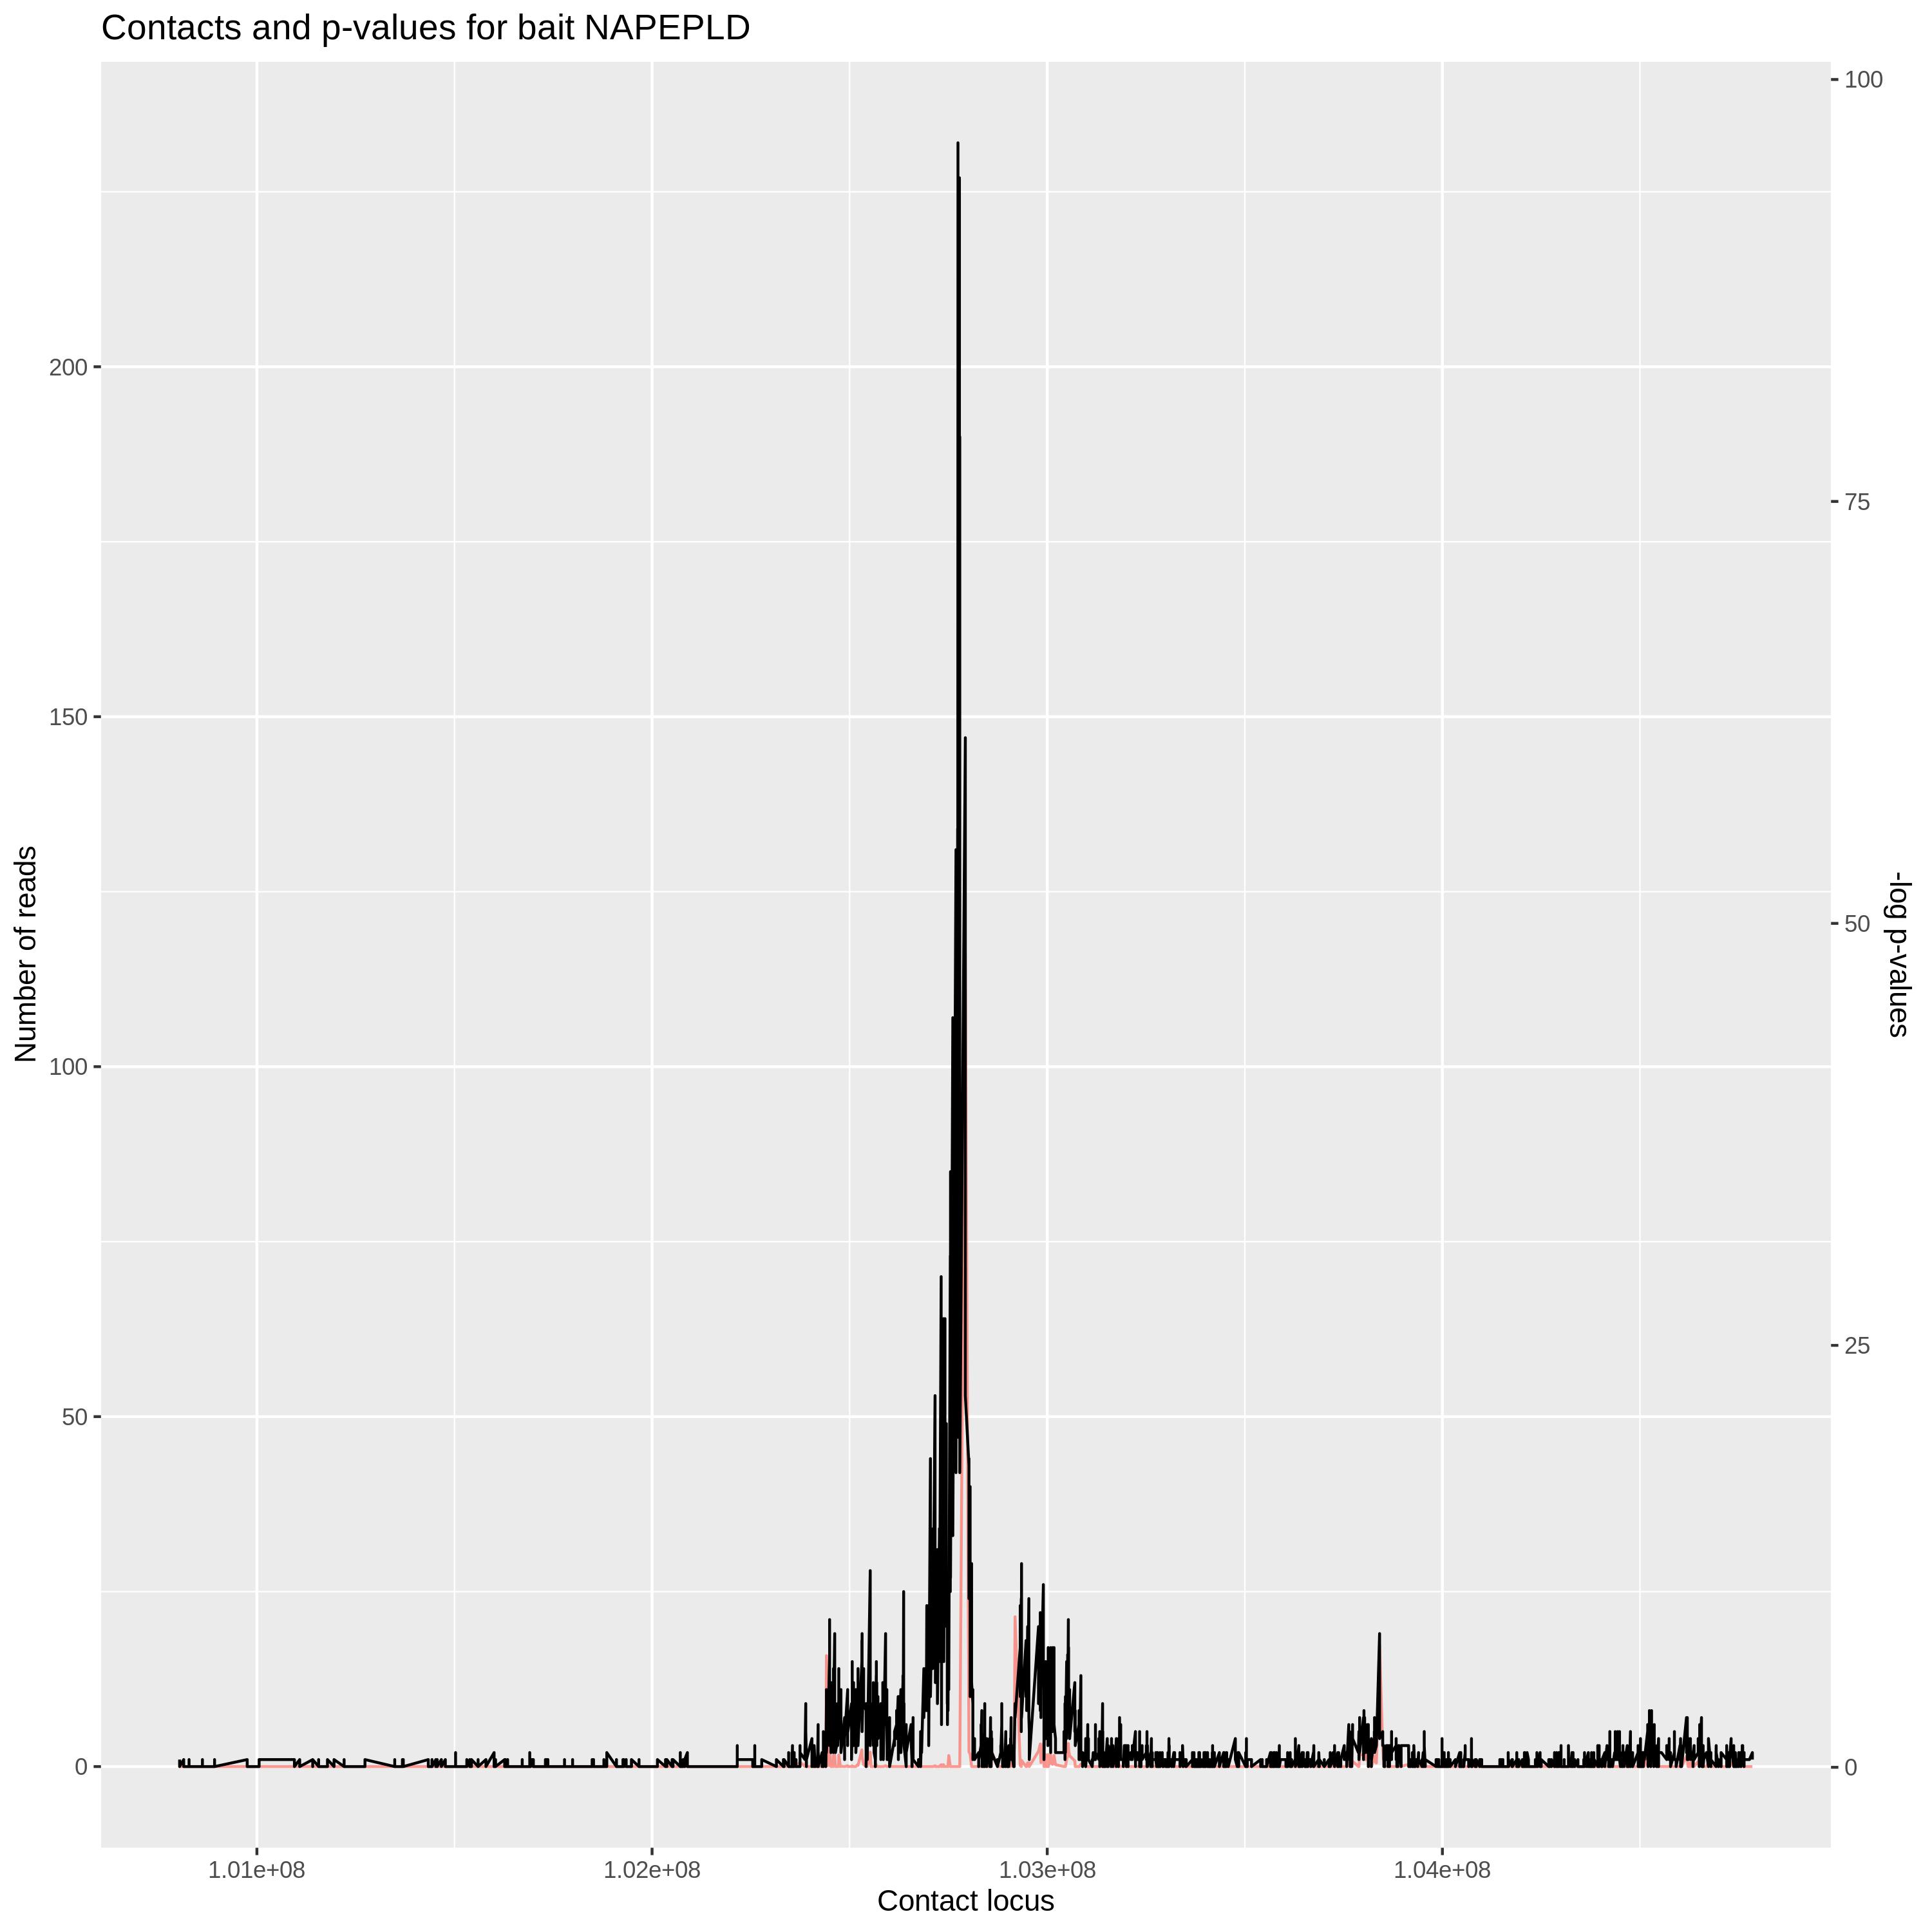 Contacts and p-values for bait NAPEPLD
Number of reads
200
150
100
50
0
100
75
50
25
0
-log p-values
1.01e+08 1.02e+08 1.03e+08 1.04e+08
Contact locus